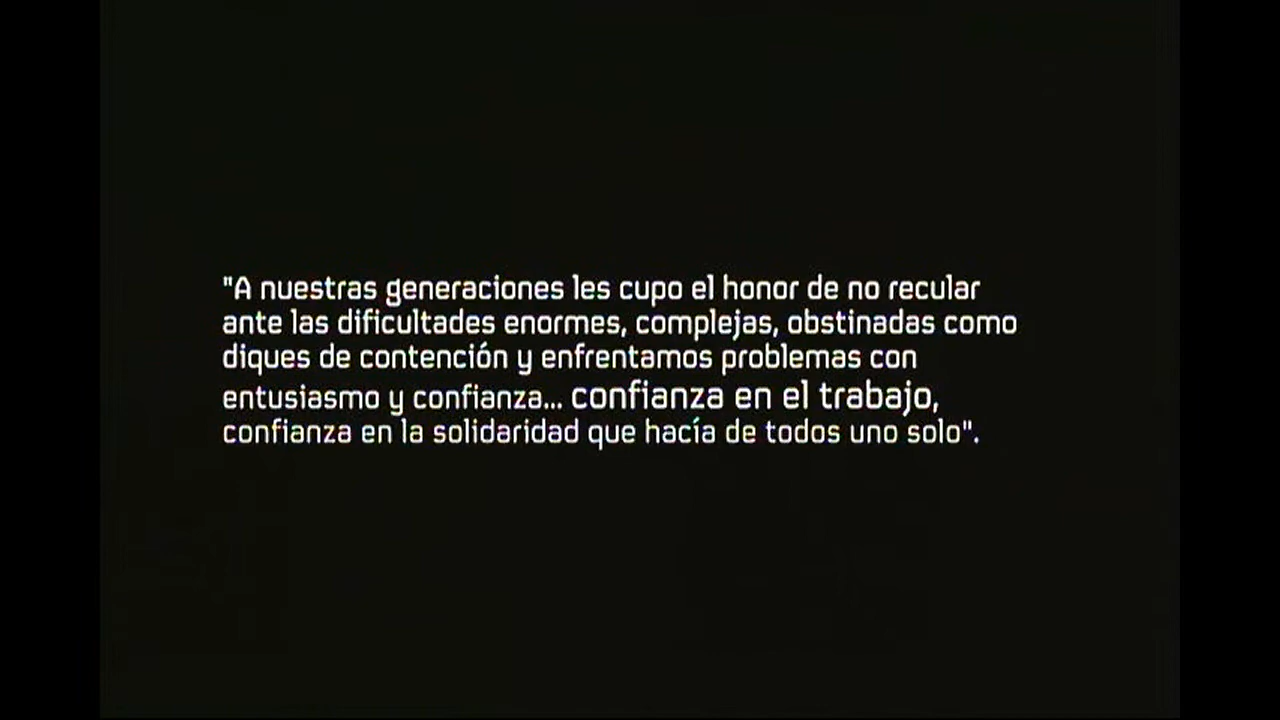 "A nuestras generaciones les cupo el honor de no recular
ante las dificultades enormes, complejas, obstinadas como
diques de contención y enfrentamos problemas con
entusiasmo y confianza... confianza en el trabajo,
confianza en la solidaridad que hacía de todos uno solo".